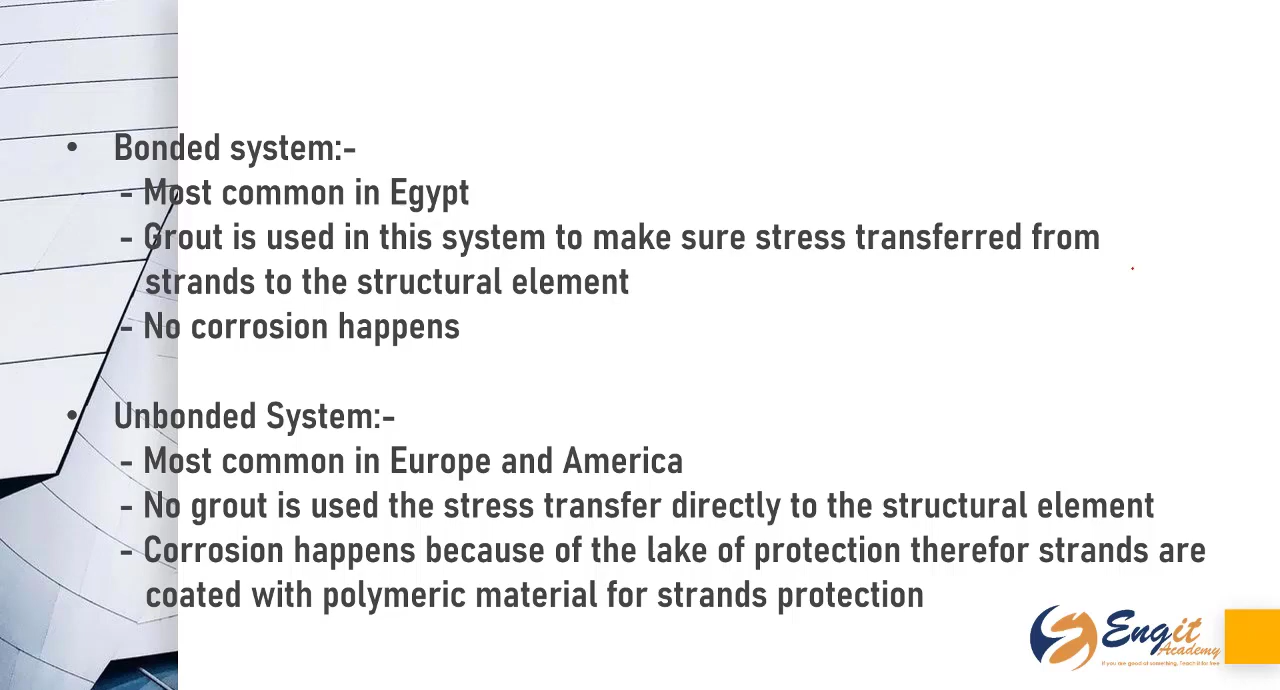 • Bonded system:-
- Most common in Egypt
- Grout is used in this system to make sure stress transferred from
strands to the structural element
- No corrosion happens
• Unbonded System:-
- Most common in Europe and America
- No grout is used the stress transfer directly to the structural element
- Corrosion happens because of the lake of protection therefor strands are
coated with polymeric material for strands protection
Engit
Academy